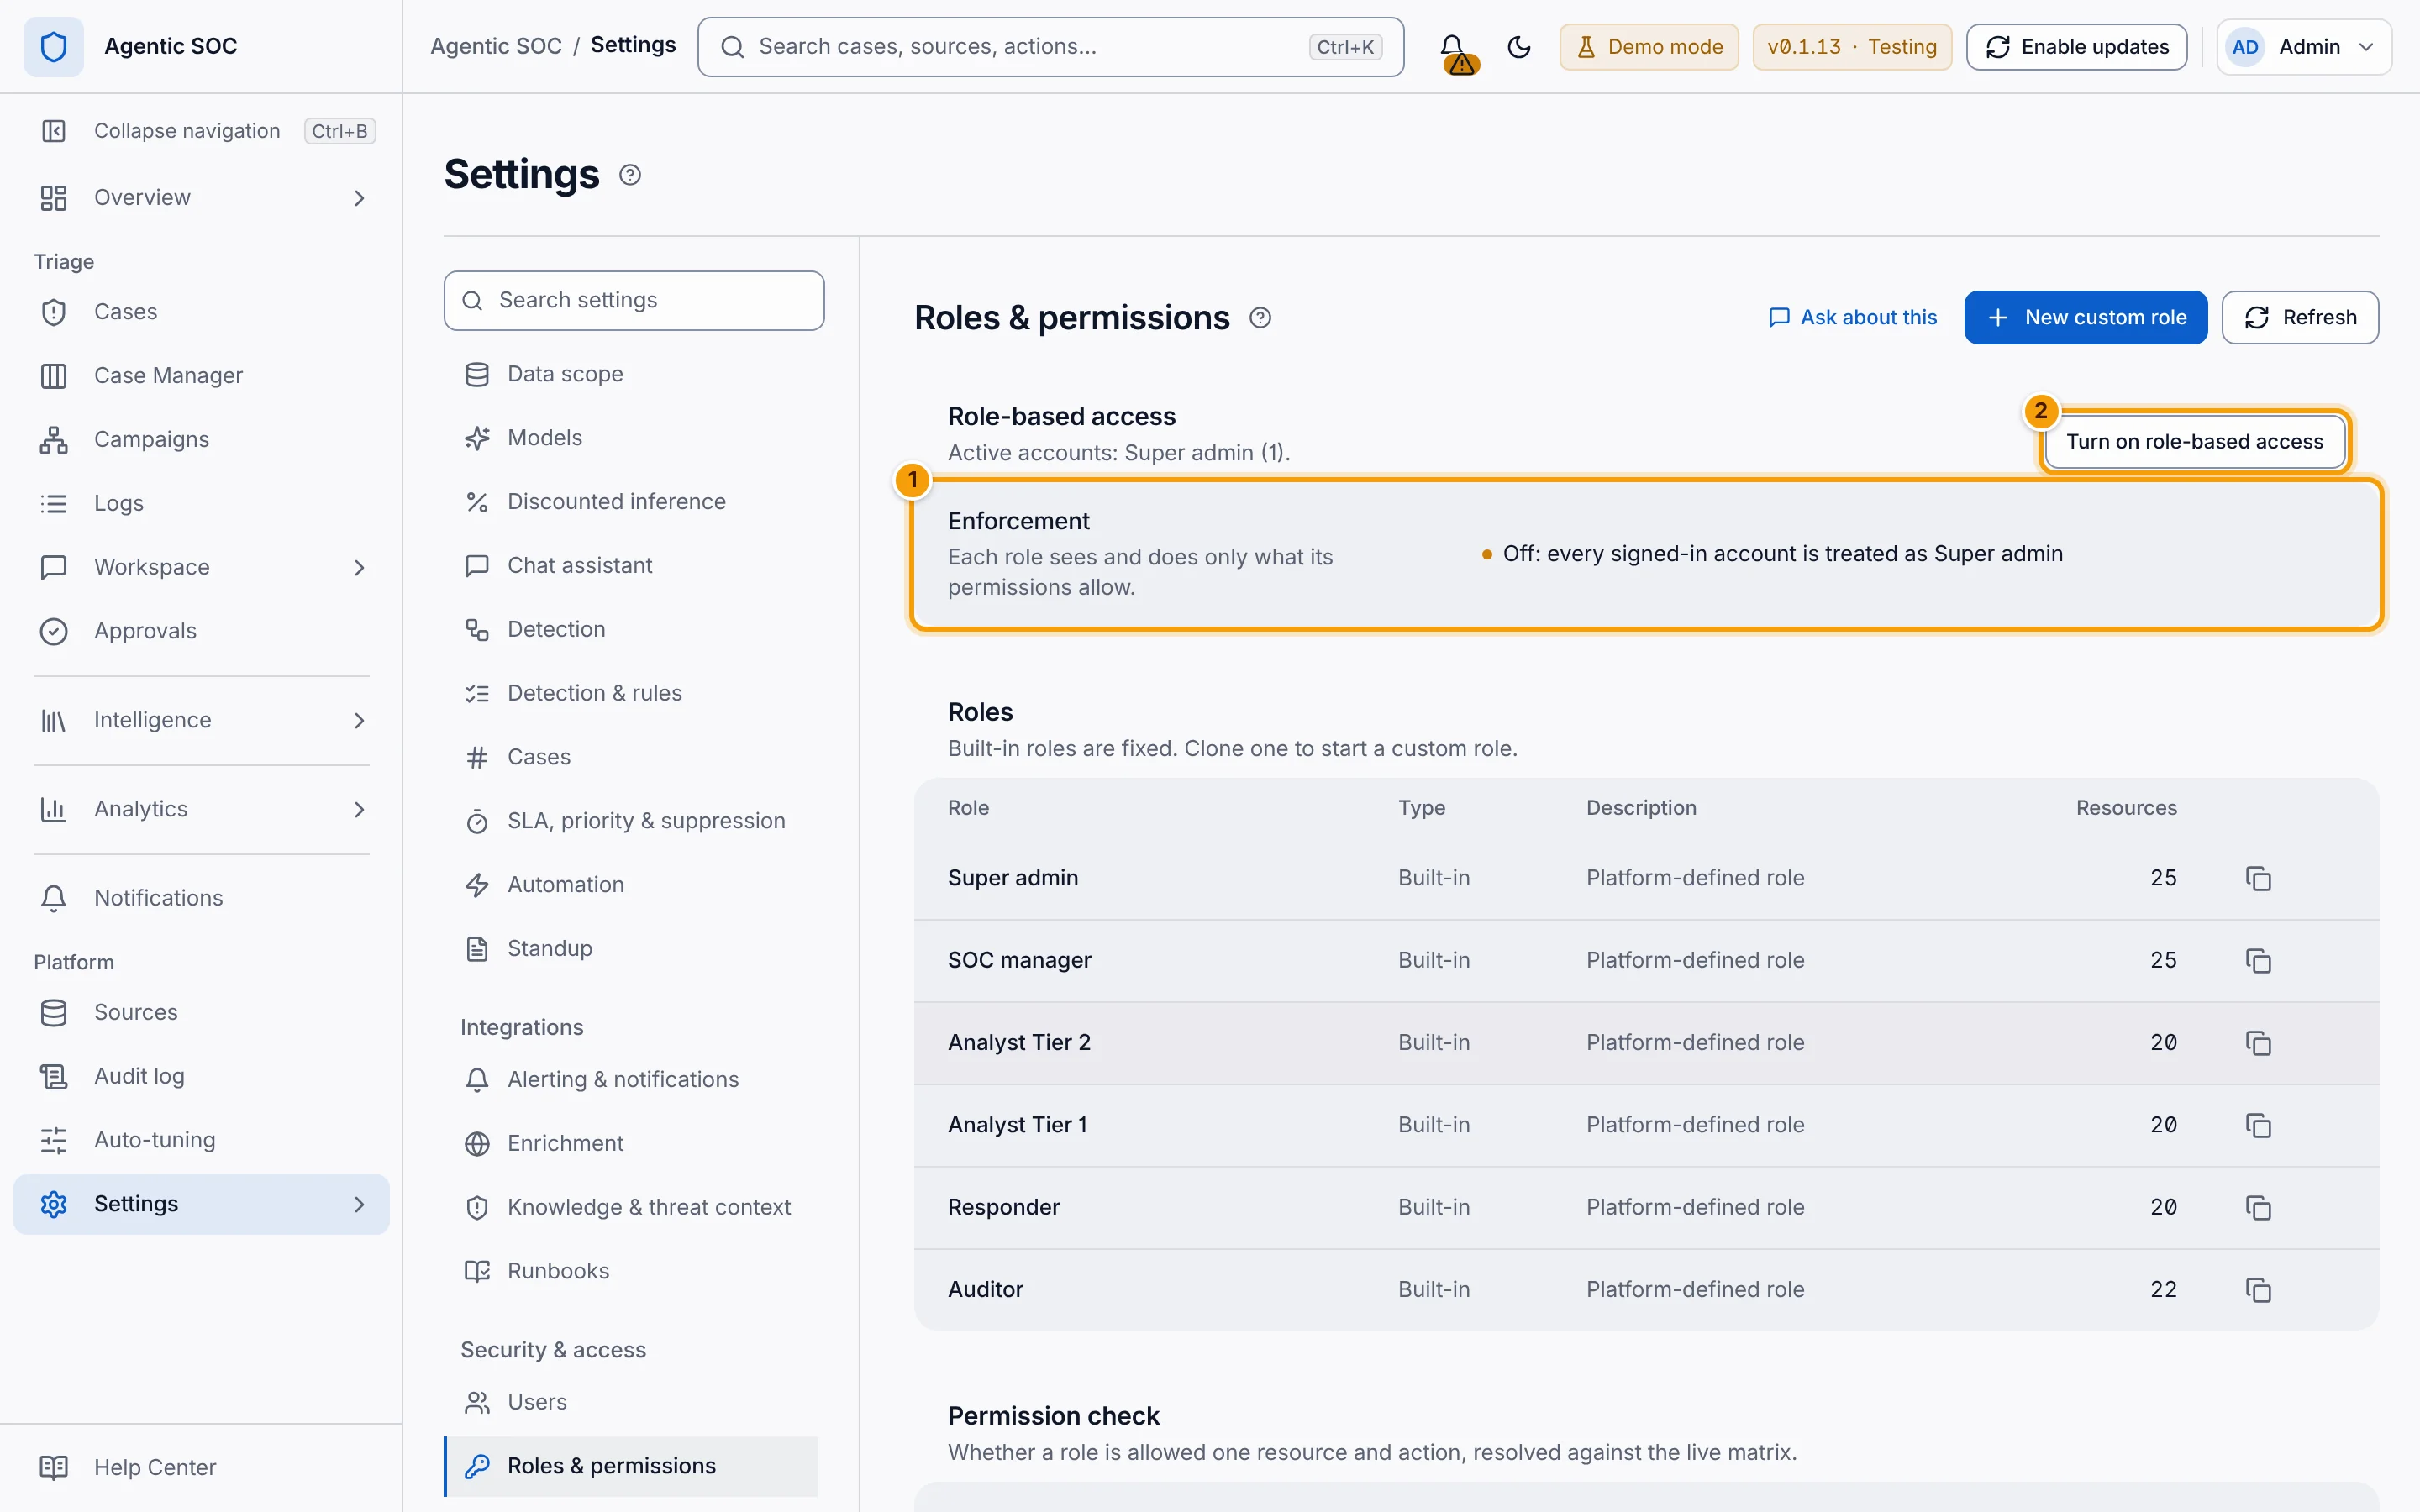 Agentic SOC
Agentic SOC / Settings
Search cases, sources, actions...
Ctrl+K
Demo mode
v0.1.13 · Testing
Enable updates
AD
Admin
Collapse navigation
Ctrl+B
Overview
Triage
Cases
Case Manager
Campaigns
Logs
Workspace
Approvals
Intelligence
Analytics
Notifications
Platform
Sources
Audit log
Auto-tuning
Settings
Help Center
Settings
Search settings
Data scope
Models
Discounted inference
Chat assistant
Detection
Detection & rules
Cases
SLA, priority & suppression
Automation
Standup
Integrations
Alerting & notifications
Enrichment
Knowledge & threat context
Runbooks
Security & access
Users
Roles & permissions
Roles & permissions
Ask about this
New custom role
Refresh
Role-based access
Active accounts: Super admin (1).
2
Turn on role-based access
1
Enforcement
Each role sees and does only what its
permissions allow.
Off: every signed-in account is treated as Super admin
Roles
Built-in roles are fixed. Clone one to start a custom role.
Role Type Description Resources
Super admin Built-in Platform-defined role 25
SOC manager Built-in Platform-defined role 25
Analyst Tier 2 Built-in Platform-defined role 20
Analyst Tier 1 Built-in Platform-defined role 20
Responder Built-in Platform-defined role 20
Auditor Built-in Platform-defined role 22
Permission check
Whether a role is allowed one resource and action, resolved against the live matrix.